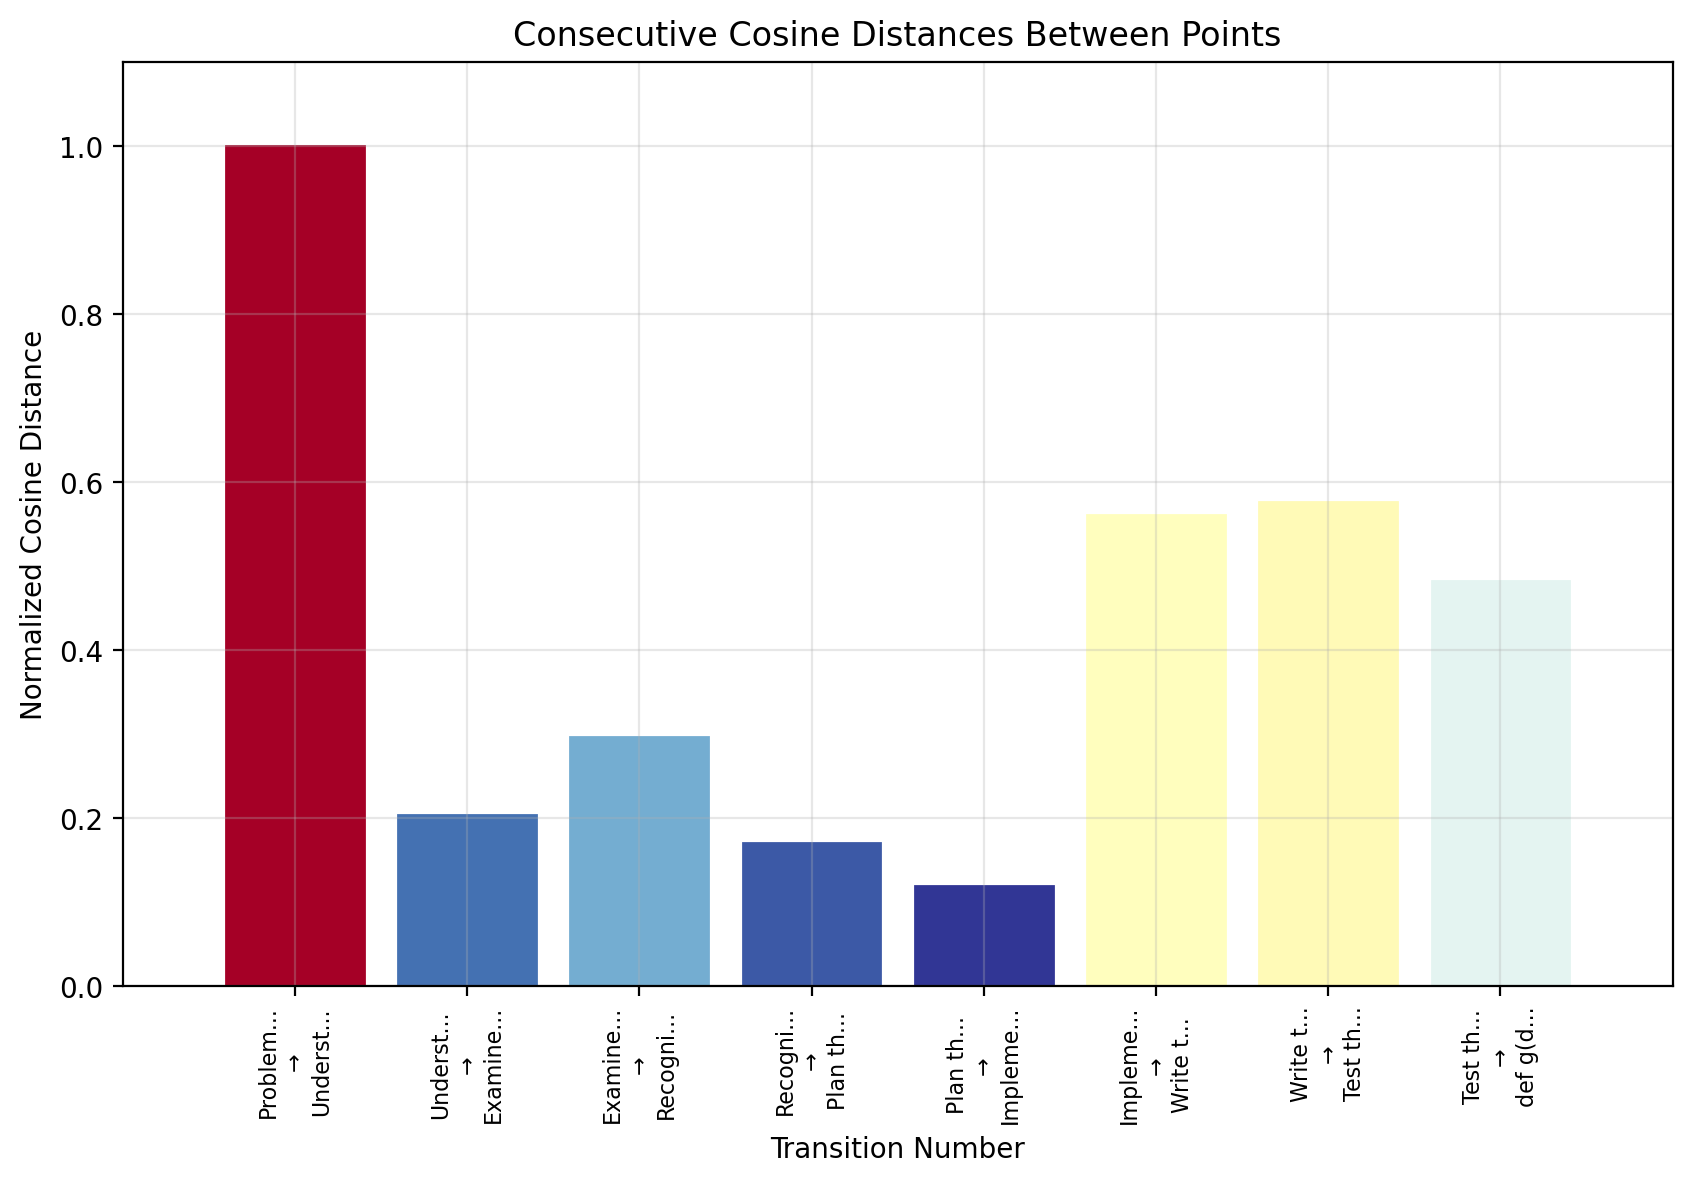 Consecutive Cosine Distances Between Points
Normalized Cosine Distance
1.0
0.8
0.6
0.4
0.2
0.0
Problem...
→
Underst...
Underst...
→
Examine...
Examine...
→
Recogni...
Recogni...
→
Plan th...
Plan th...
→
Impleme...
Impleme...
→
Write t...
Write t...
→
Test th...
Test th...
→
def g(d...
Transition Number